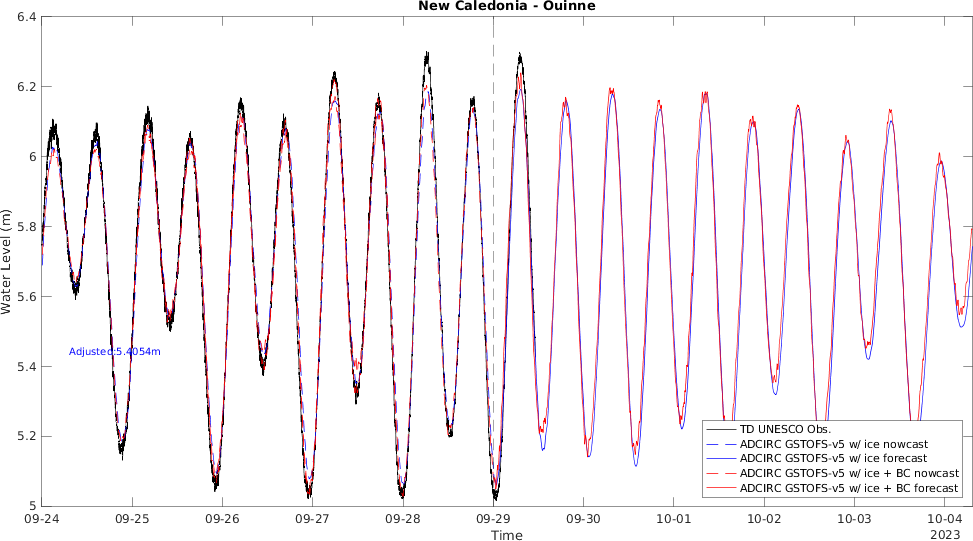 New Caledonia - Ouinne
6.4
6.2
6
5.8
5.6
5.4
5.2
5
Water Level (m)
Adjusted:5.4054m
TD UNESCO Obs.
ADCIRC GSTOFS-v5 w/ ice nowcast
ADCIRC GSTOFS-v5 w/ ice forecast
ADCIRC GSTOFS-v5 w/ ice + BC nowcast
ADCIRC GSTOFS-v5 w/ ice + BC forecast
09-24 09-25 09-26 09-27 09-28 09-29 09-30 10-01 10-02 10-03 10-04
Time
2023